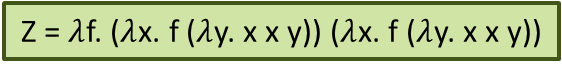 Z = λf. (λx. f (λy. x x y)) (λx. f (λy. x x y))